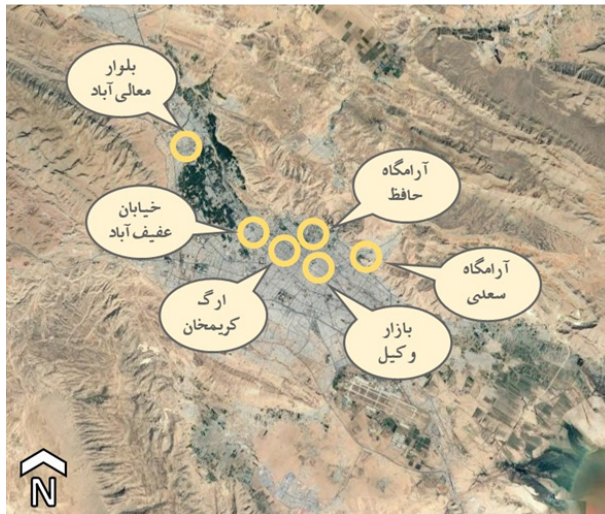 بلوار
معالی‌آباد
آرامگاه
حافظ
خیابان
عفیف‌آباد
آرامگاه
سعدی
ارگ
کریمخان
بازار
وکیل
N